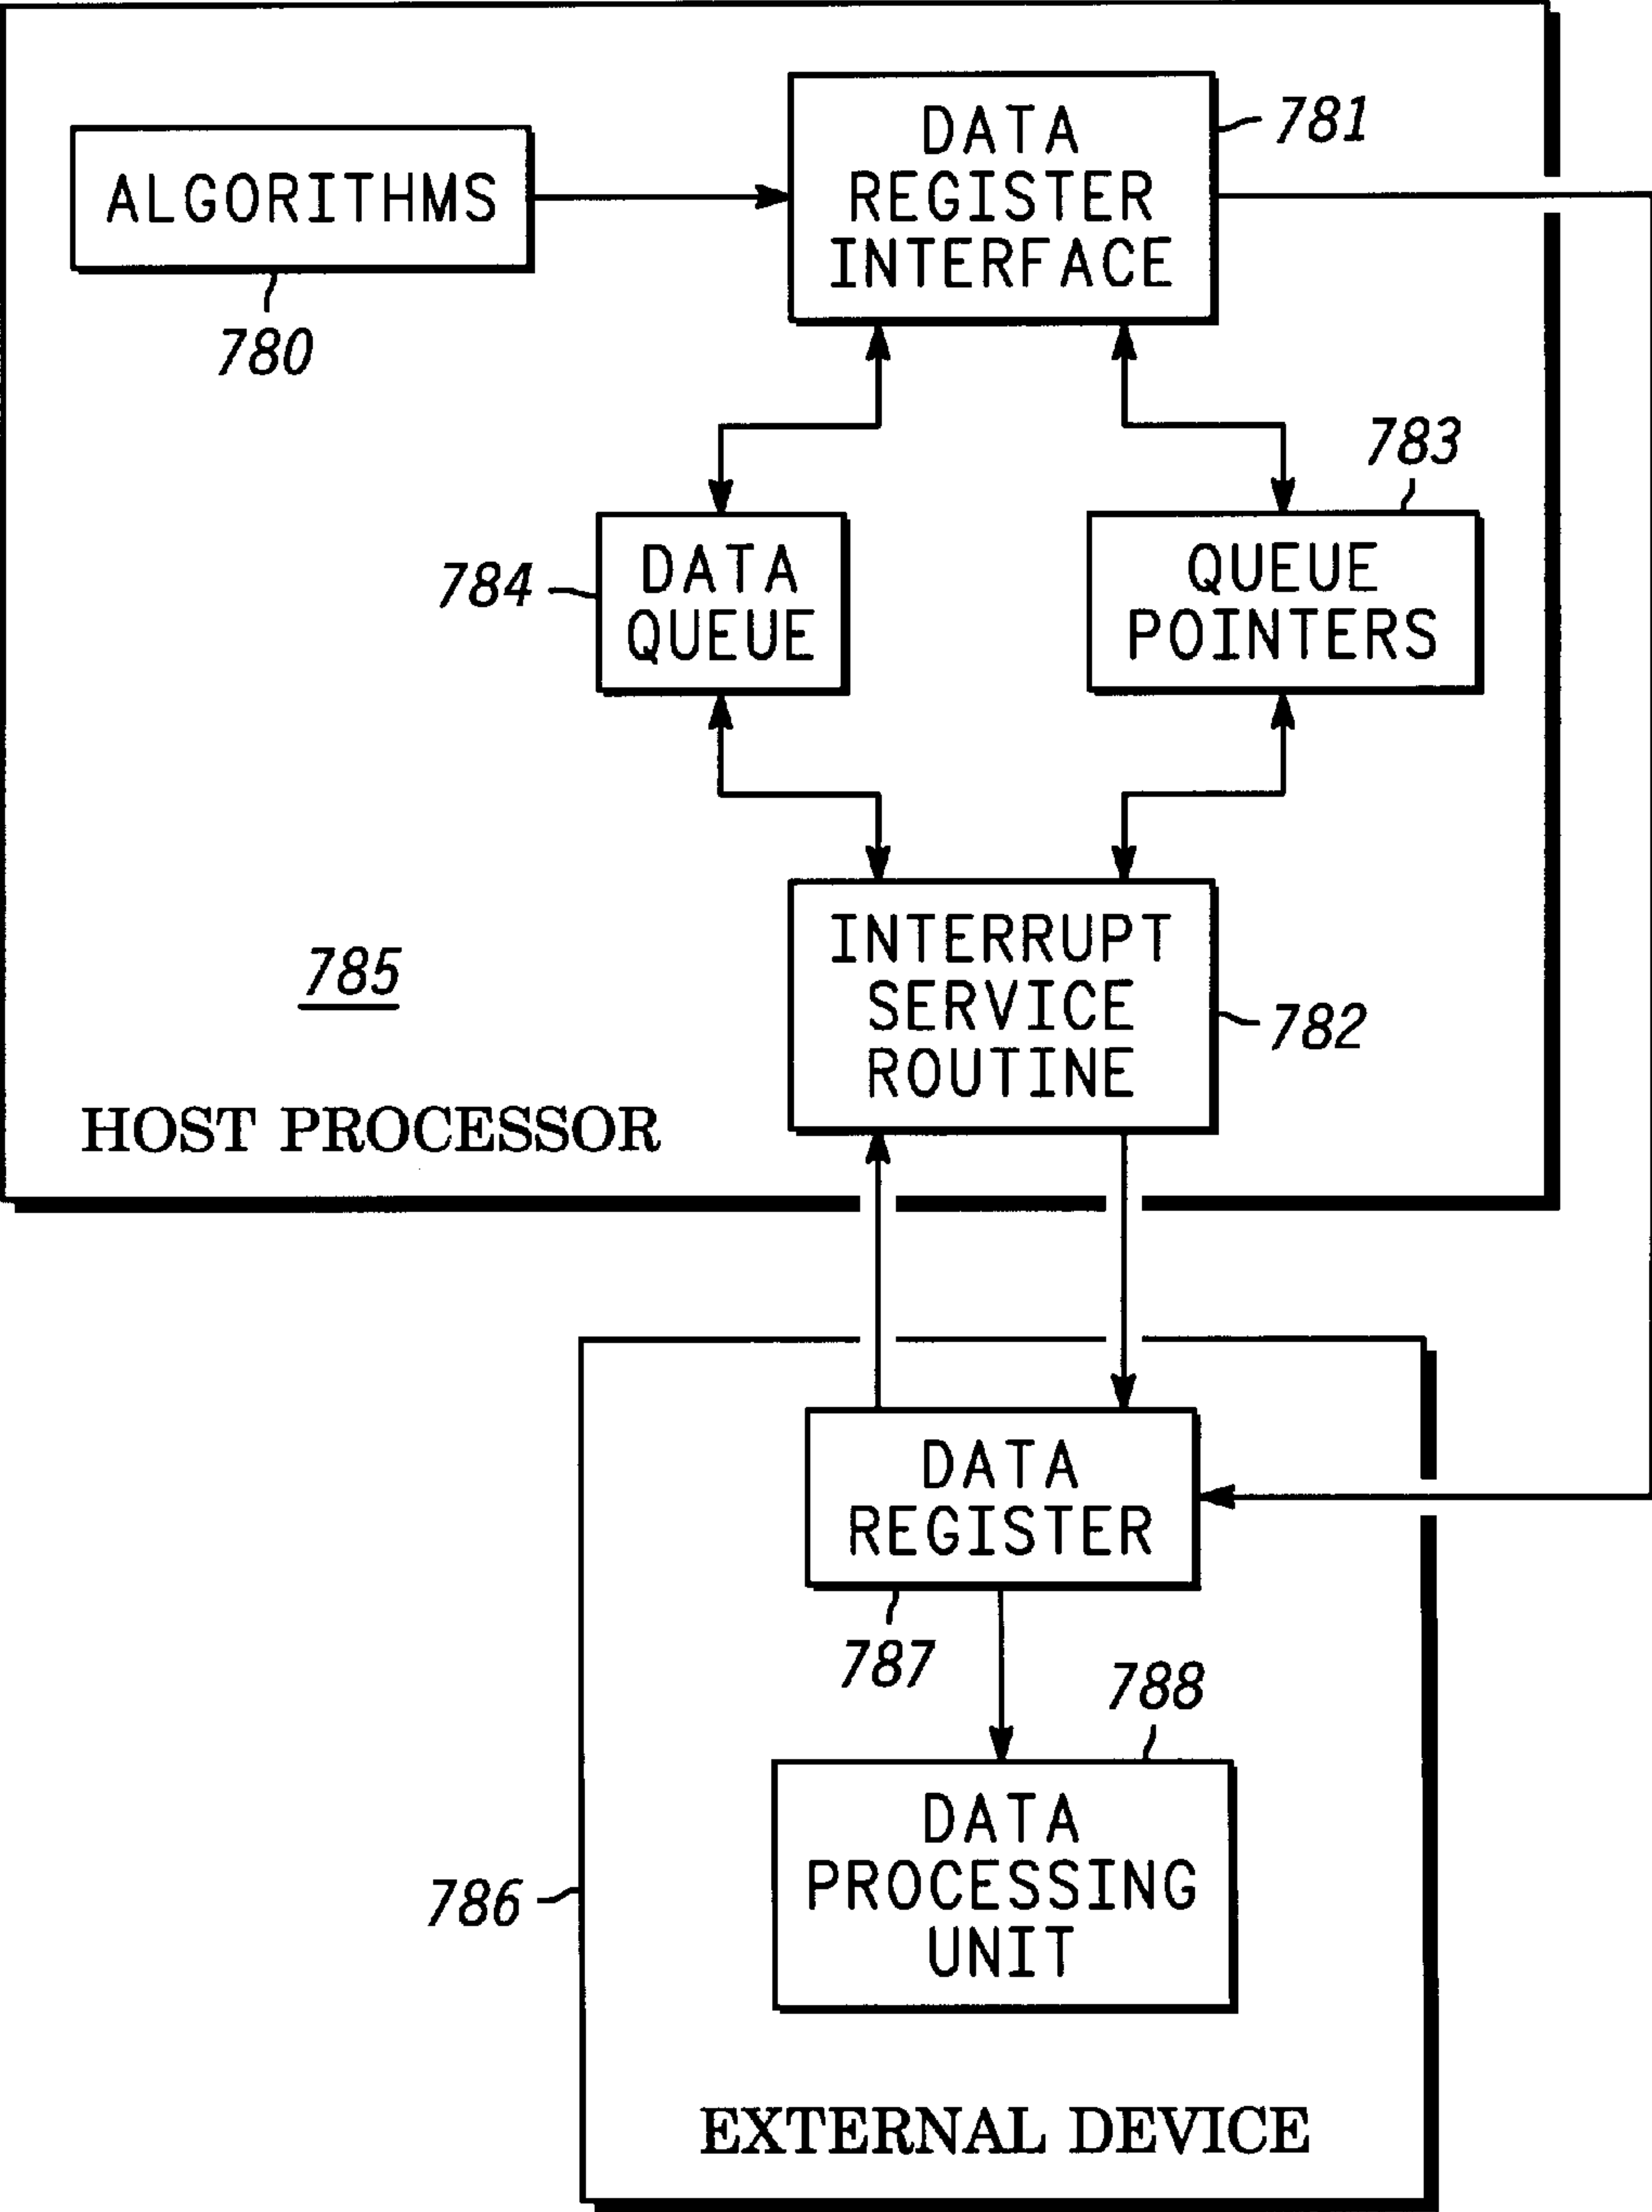 DATA
REGISTER
INTERFACE
781
ALGORITHMS
780
783
784
DATA
QUEUE
QUEUE
POINTERS
INTERRUPT
SERVICE
ROUTINE
785
782
HOST PROCESSOR
DATA
REGISTER
787
788
DATA
PROCESSING
UNIT
786
EXTERNAL DEVICE